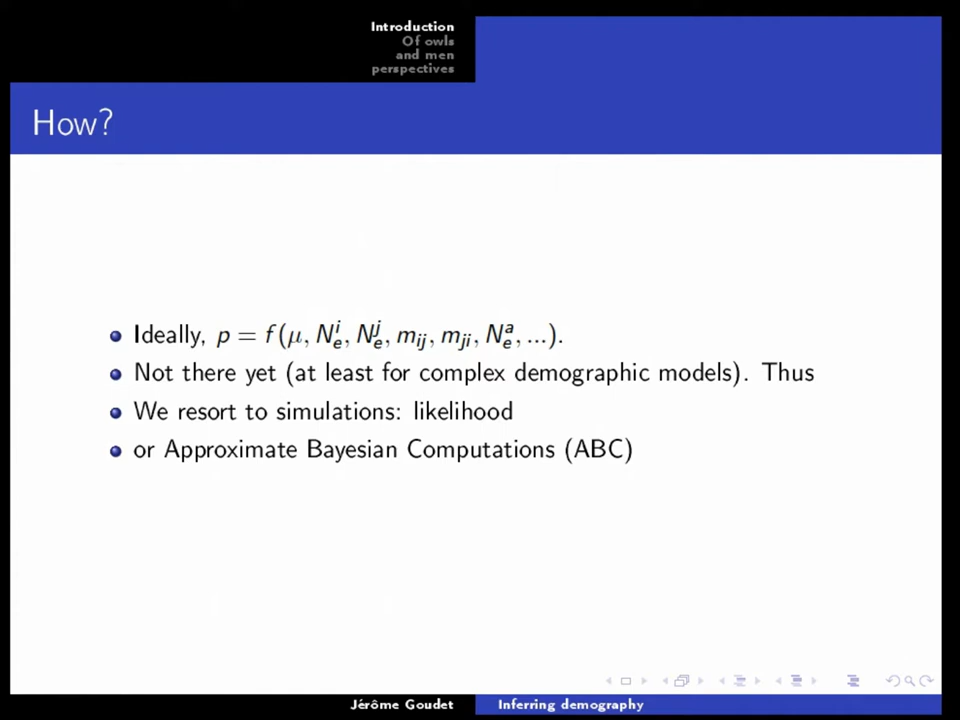 Introduction
Of owls
and men
perspectives
How?
Ideally, p = f(μ, N_e^i, N_e^j, m_ij, m_ji, N_e^a, ...).
Not there yet (at least for complex demographic models). Thus
We resort to simulations: likelihood
or Approximate Bayesian Computations (ABC)
Jérôme Goudet
Inferring demography